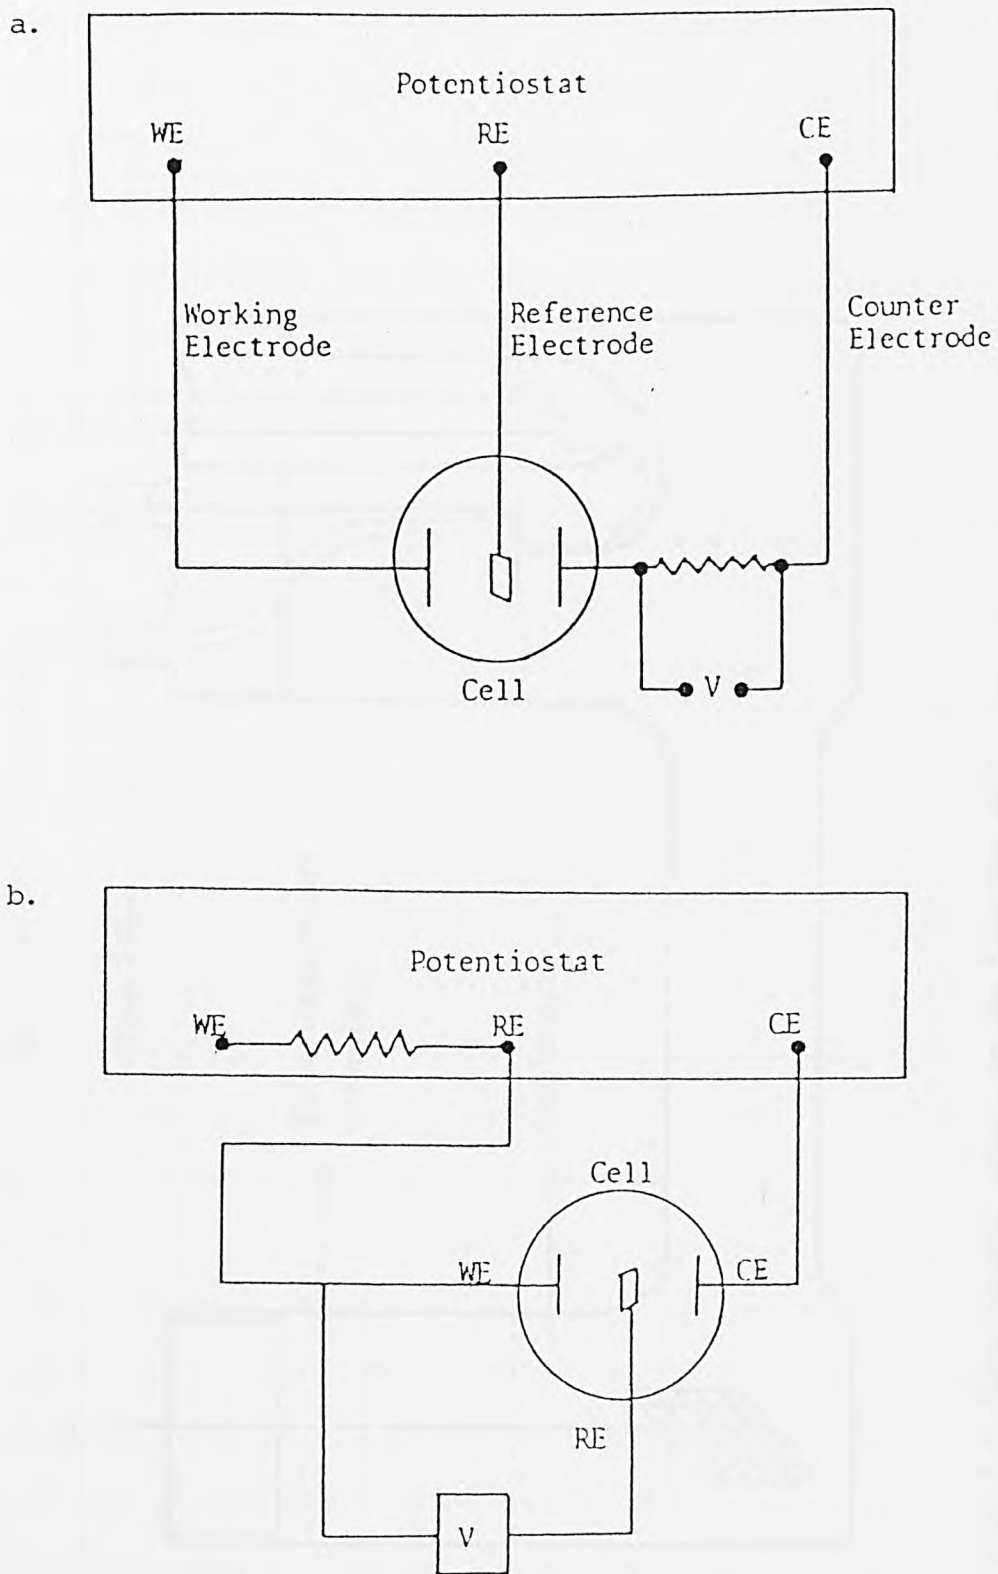 a.
Potentiostat
WE RE CE
Working Electrode
Reference Electrode
Counter Electrode
Cell
V
b.
Potentiostat
WE RE CE
Cell
WE CE
RE
V